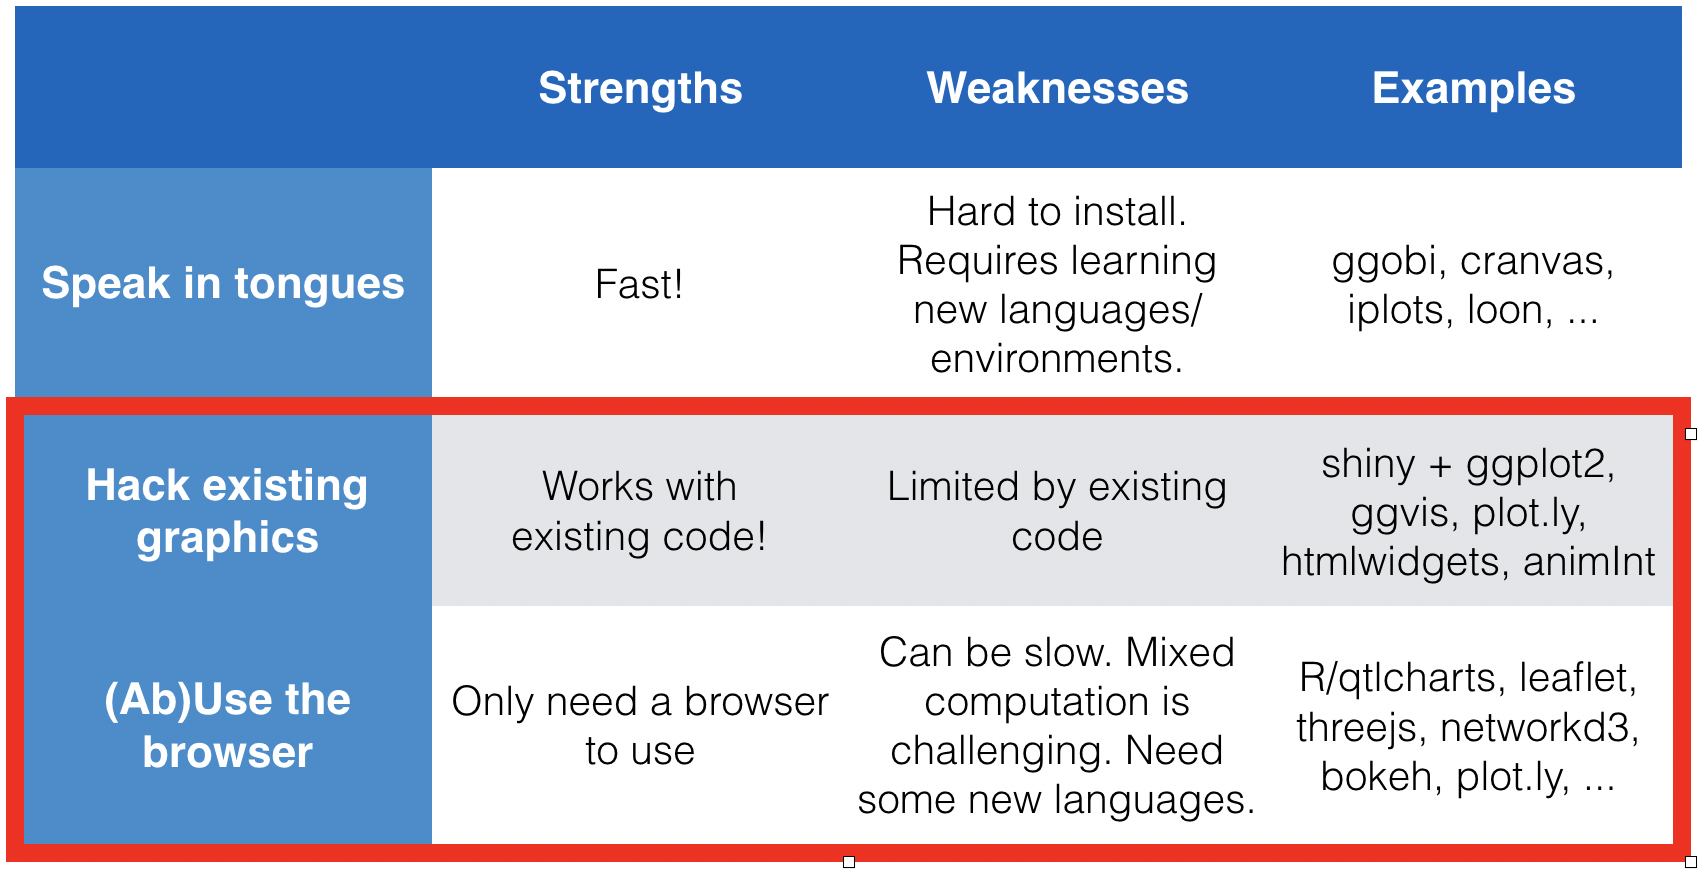 Strengths
Weaknesses
Examples
Speak in tongues
Fast!
Hard to install.
Requires learning
new languages/
environments.
ggobi, cranvas,
iplots, loon, ...
Hack existing
graphics
Works with
existing code!
Limited by existing
code
shiny + ggplot2,
ggvis, plot.ly,
htmlwidgets, animInt
(Ab)Use the
browser
Only need a browser
to use
Can be slow. Mixed
computation is
challenging. Need
some new languages.
R/qtlcharts, leaflet,
threejs, networkd3,
bokeh, plot.ly, ...